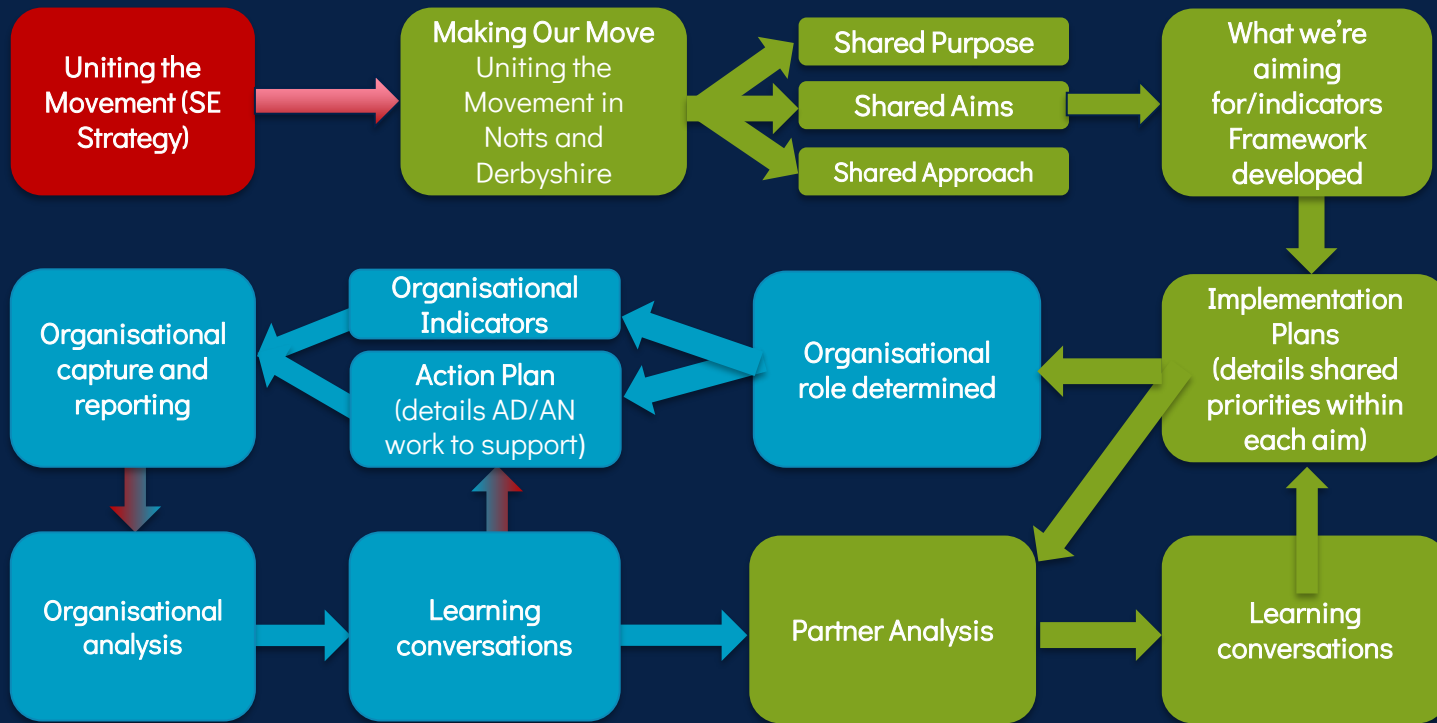 Uniting the
Movement (SE
Strategy)
Making Our Move
Uniting the
Movement in
Notts and
Derbyshire
Shared Purpose
Shared Aims
Shared Approach
What we're
aiming
for/indicators
Framework
developed
Organisational
capture and
reporting
Organisational
Indicators
Action Plan
(details AD/AN
work to support)
Organisational
role determined
Implementation
Plans
(details shared
priorities within
each aim)
Organisational
analysis
Learning
conversations
Partner Analysis
Learning
conversations